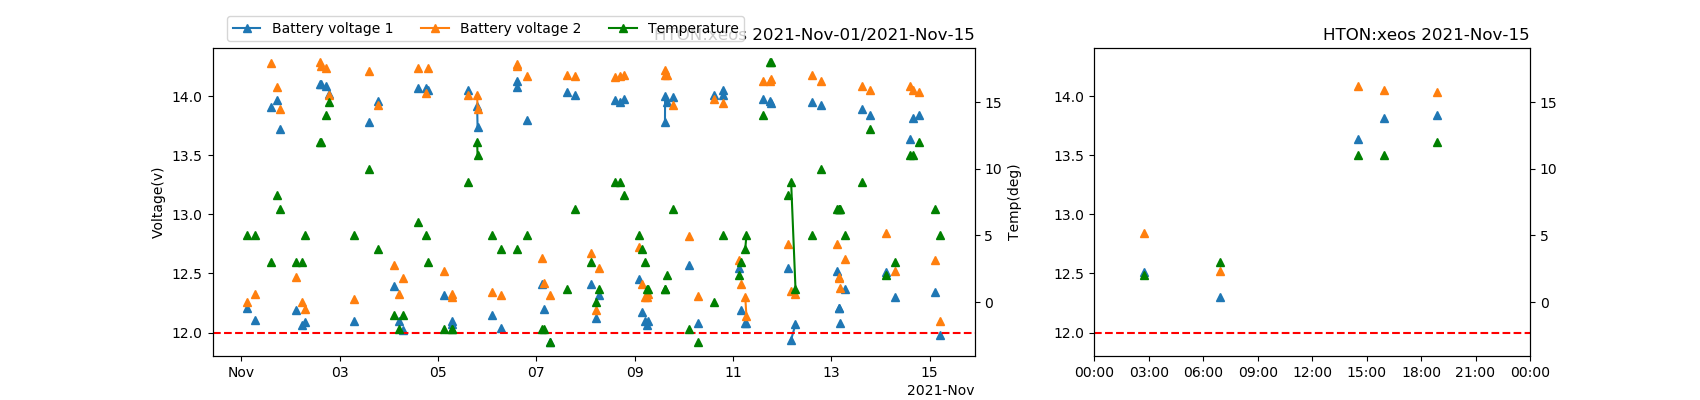 Battery voltage 1 Battery voltage 2 Temperature
HTON:xeos 2021-Nov-01/2021-Nov-15
HTON:xeos 2021-Nov-15
Voltage(v)
14.0
13.5
13.0
12.5
12.0
15
10
5
0
Temp(deg)
Nov 03 05 07 09 11 13 15
2021-Nov
14.0
13.5
13.0
12.5
12.0
15
10
5
0
00:00 03:00 06:00 09:00 12:00 15:00 18:00 21:00 00:00